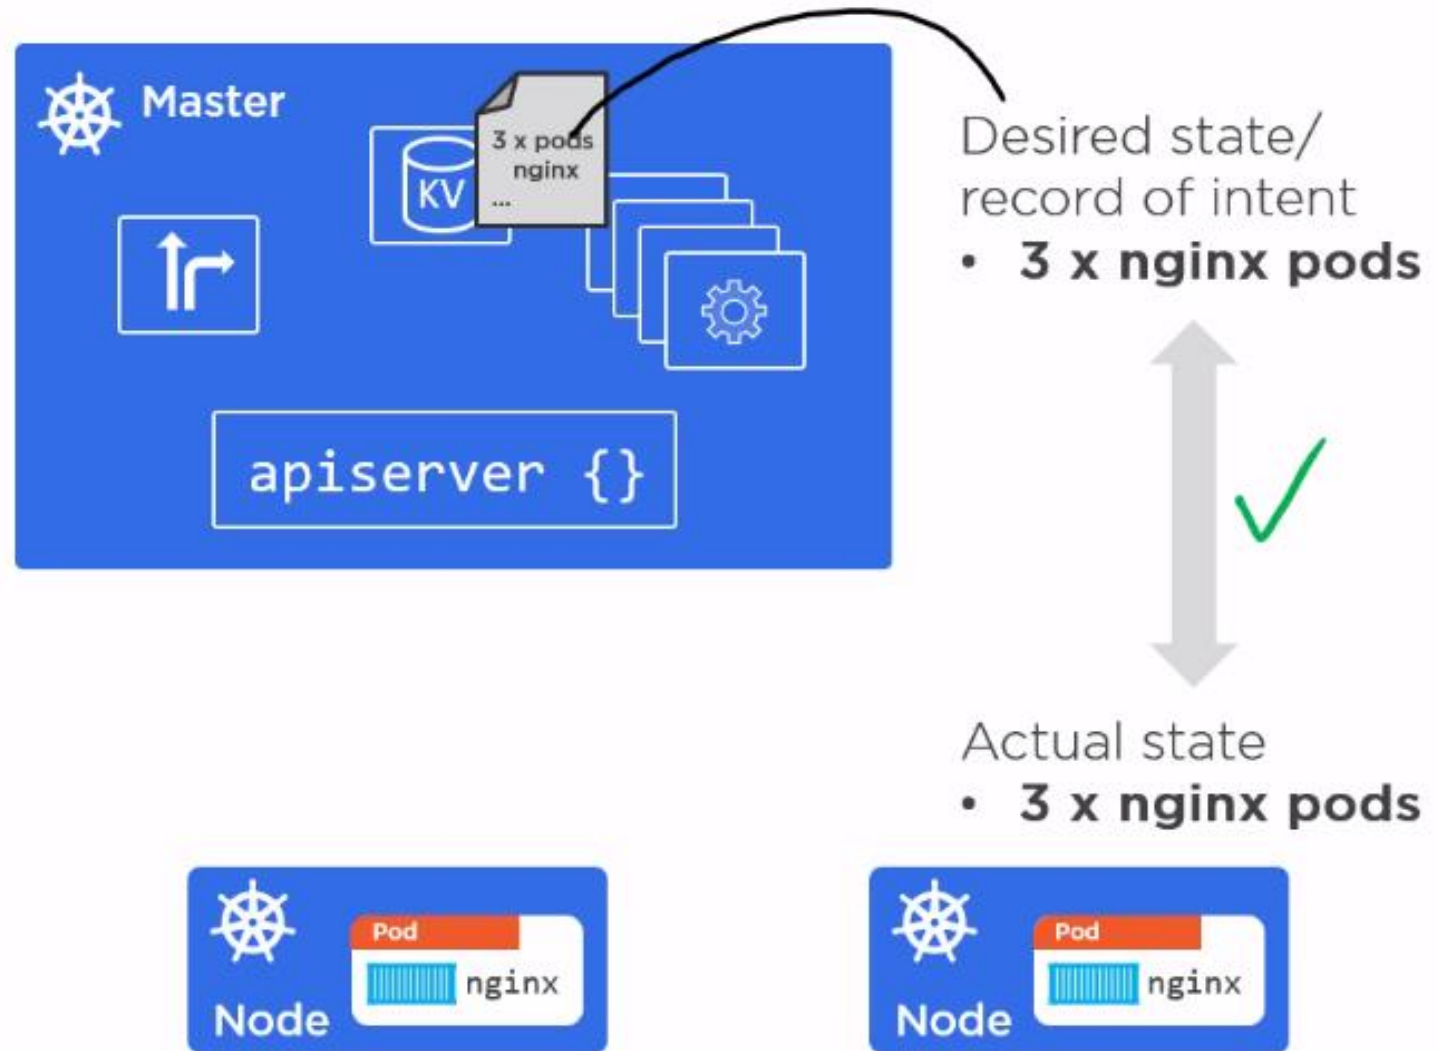 Master
3 x pods
nginx
...
KV
apiserver {}
Desired state/
record of intent
• 3 x nginx pods
Actual state
• 3 x nginx pods
Pod
nginx
Node
Pod
nginx
Node